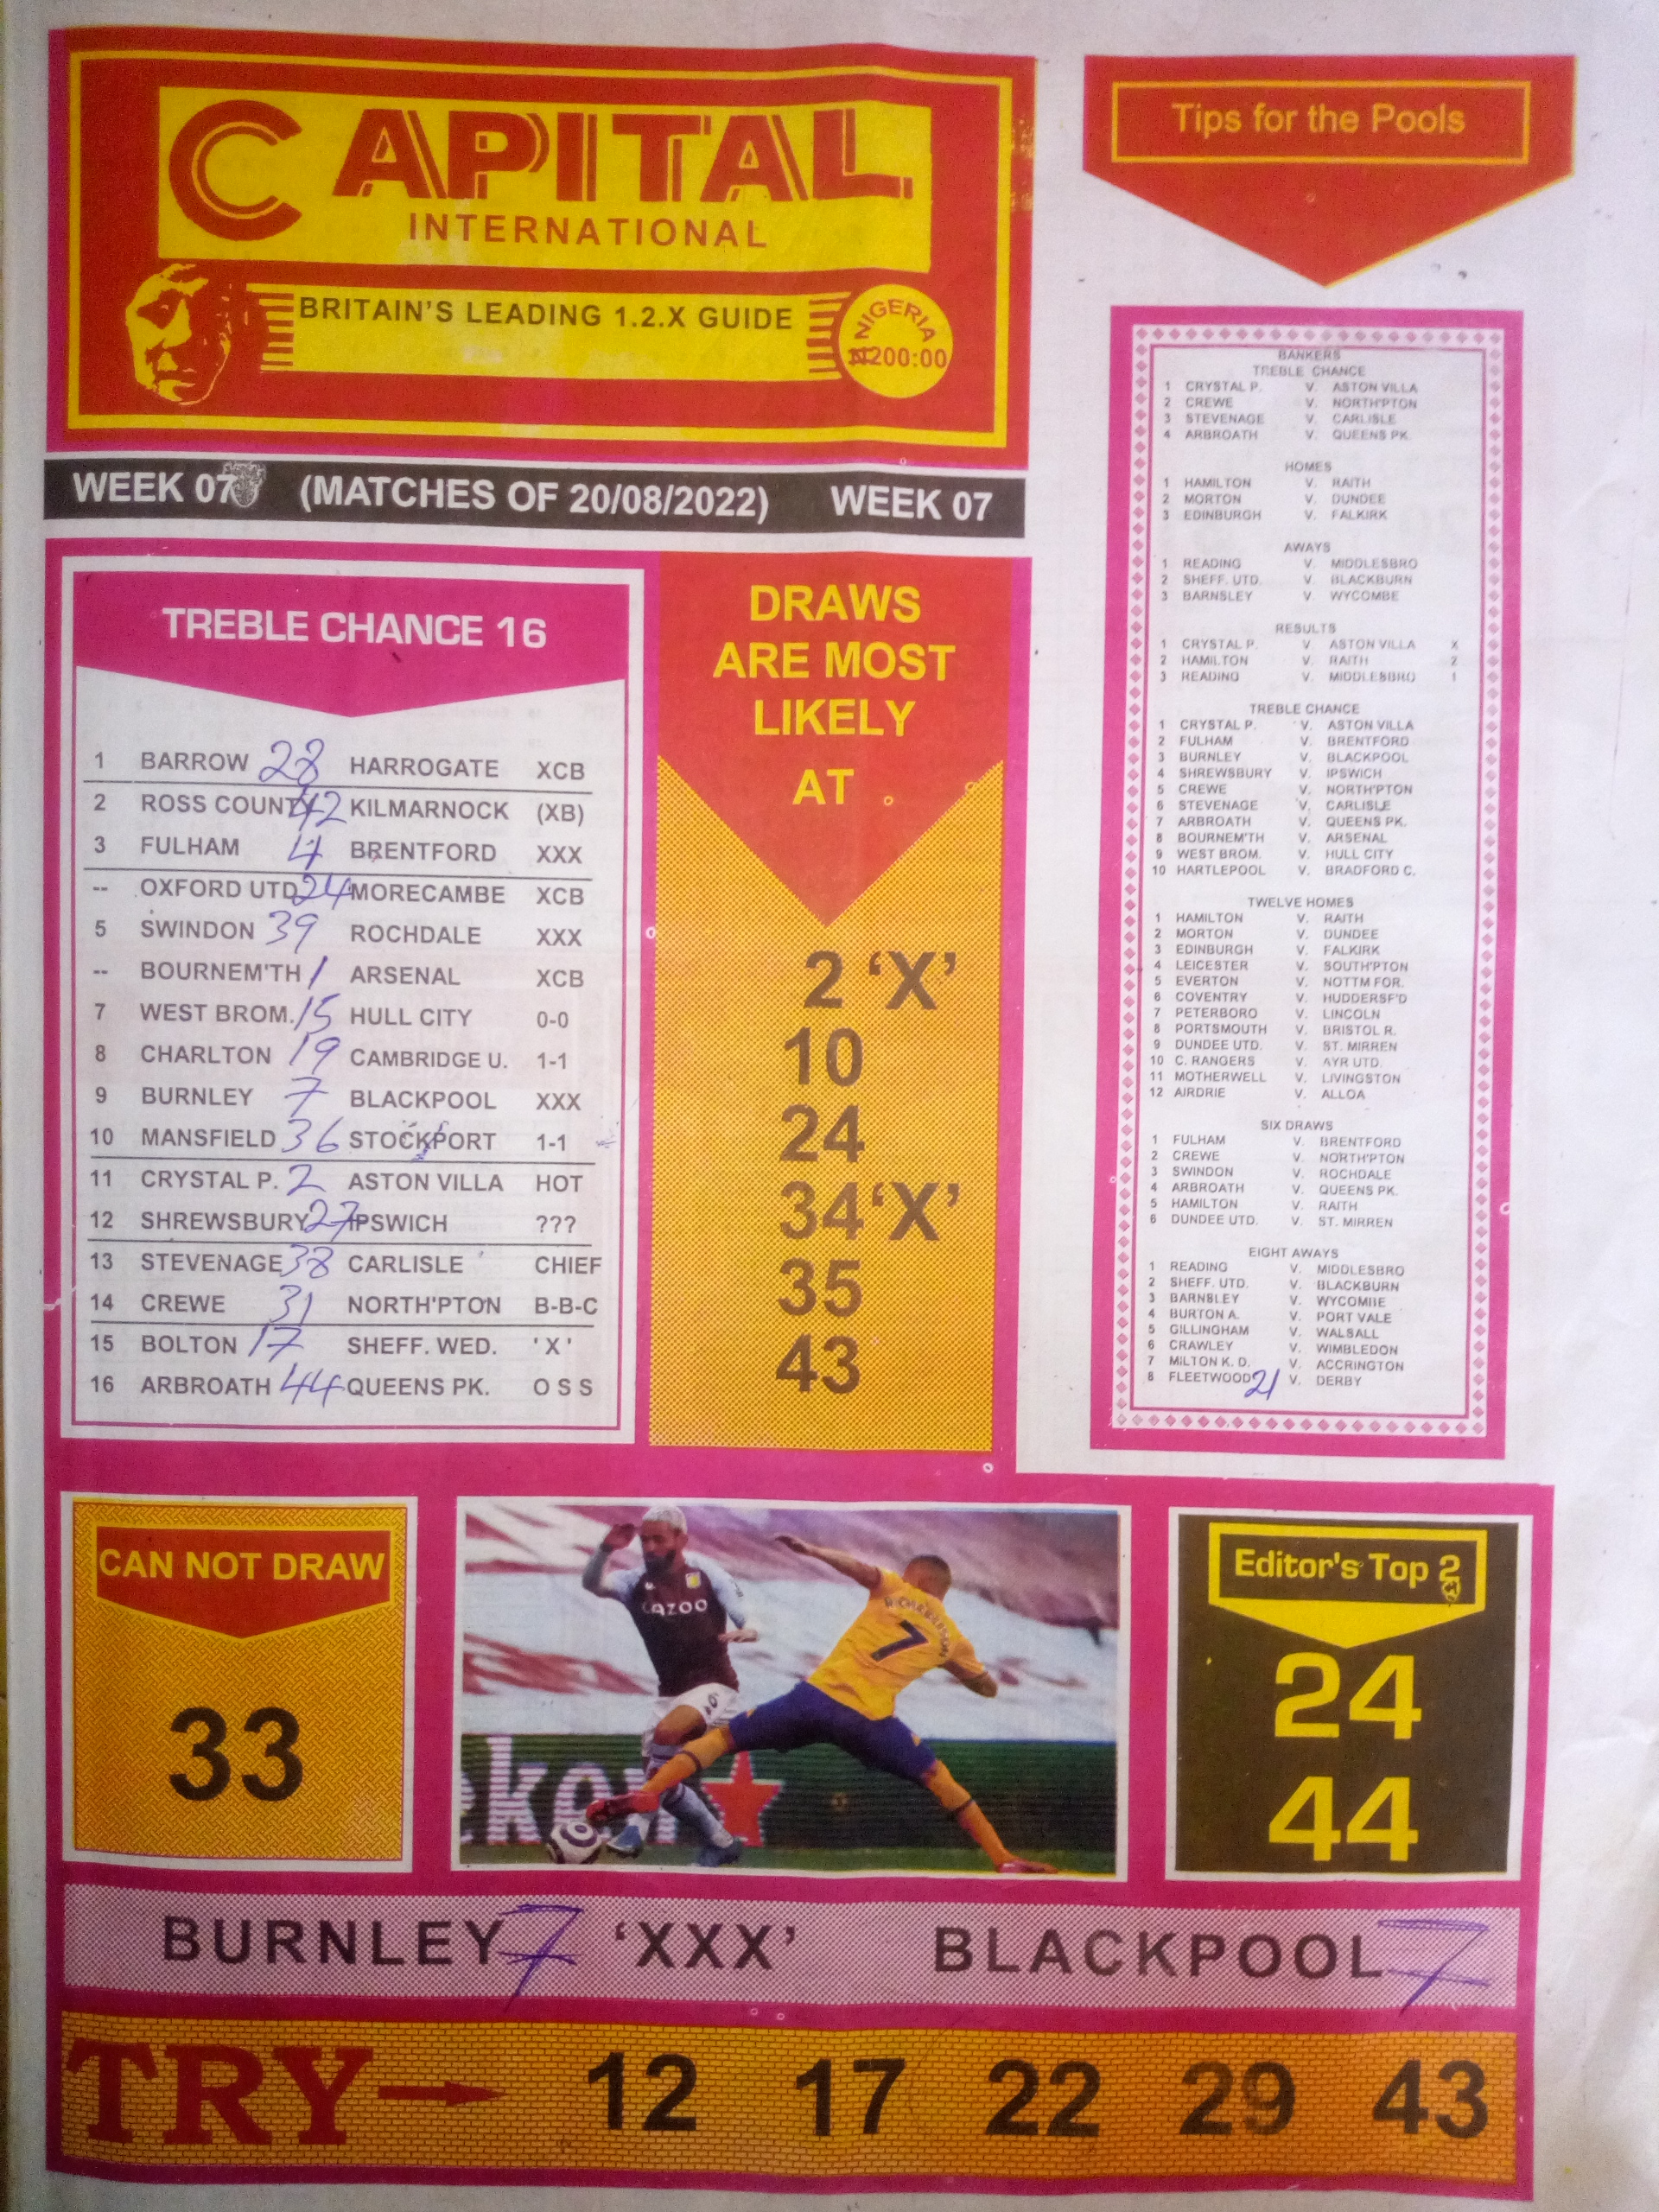 CAPITAL
INTERNATIONAL
BRITAIN'S LEADING 1.2.X GUIDE
NIGERIA
₦200:00
WEEK 07 (MATCHES OF 20/08/2022) WEEK 07
TREBLE CHANCE 16
1 BARROW 28 HARROGATE XCB
2 ROSS COUNTY 42 KILMARNOCK (XB)
3 FULHAM 4 BRENTFORD XXX
-- OXFORD UTD 24 MORECAMBE XCB
5 SWINDON 39 ROCHDALE XXX
-- BOURNEM'TH 1 ARSENAL XCB
7 WEST BROM. 15 HULL CITY 0-0
8 CHARLTON 19 CAMBRIDGE U. 1-1
9 BURNLEY 7 BLACKPOOL XXX
10 MANSFIELD 36 STOCKPORT 1-1
11 CRYSTAL P. 2 ASTON VILLA HOT
12 SHREWSBURY 27 IPSWICH ???
13 STEVENAGE 38 CARLISLE CHIEF
14 CREWE 31 NORTH'PTON B-B-C
15 BOLTON 17 SHEFF. WED. 'X'
16 ARBROATH 44 QUEENS PK. O S S
DRAWS
ARE MOST
LIKELY
AT
2 'X'
10
24
34 'X'
35
43
Tips for the Pools
BANKERS
TREBLE CHANCE
1 CRYSTAL P. V. ASTON VILLA
2 CREWE V. NORTH'PTON
3 STEVENAGE V. CARLISLE
4 ARBROATH V. QUEENS PK.
HOMES
1 HAMILTON V. RAITH
2 MORTON V. DUNDEE
3 EDINBURGH V. FALKIRK
AWAYS
1 READING V. MIDDLESBRO
2 SHEFF. UTD. V. BLACKBURN
3 BARNSLEY V. WYCOMBE
RESULTS
1 CRYSTAL P. V ASTON VILLA X
2 HAMILTON V. RAITH 2
3 READING V. MIDDLESBRO 1
TREBLE CHANCE
1 CRYSTAL P. V. ASTON VILLA
2 FULHAM V. BRENTFORD
3 BURNLEY V. BLACKPOOL
4 SHREWSBURY V. IPSWICH
5 CREWE V. NORTH'PTON
6 STEVENAGE V. CARLISLE
7 ARBROATH V. QUEENS PK.
8 BOURNEM'TH V. ARSENAL
9 WEST BROM. V. HULL CITY
10 HARTLEPOOL V. BRADFORD C.
TWELVE HOMES
1 HAMILTON V. RAITH
2 MORTON V. DUNDEE
3 EDINBURGH V. FALKIRK
4 LEICESTER V. SOUTH'PTON
5 EVERTON V. NOTTM FOR.
6 COVENTRY V. HUDDERSF'D
7 PETERBORO V. LINCOLN
8 PORTSMOUTH V. BRISTOL R.
9 DUNDEE UTD. V. ST. MIRREN
10 C. RANGERS V. AYR UTD.
11 MOTHERWELL V. LIVINGSTON
12 AIRDRIE V. ALLOA
SIX DRAWS
1 FULHAM V. BRENTFORD
2 CREWE V. NORTH'PTON
3 SWINDON V. ROCHDALE
4 ARBROATH V. QUEENS PK.
5 HAMILTON V. RAITH
6 DUNDEE UTD. V. ST. MIRREN
EIGHT AWAYS
1 READING V. MIDDLESBRO
2 SHEFF. UTD. V. BLACKBURN
3 BARNSLEY V. WYCOMBE
4 BURTON A. V. PORT VALE
5 GILLINGHAM V. WALSALL
6 CRAWLEY V. WIMBLEDON
7 MILTON K. D. V. ACCRINGTON
8 FLEETWOOD 21 V. DERBY
CAN NOT DRAW
33
CAZOO
7
Editor's Top 2
24
44
BURNLEY 7 'XXX' BLACKPOOL 7
TRY 12 17 22 29 43